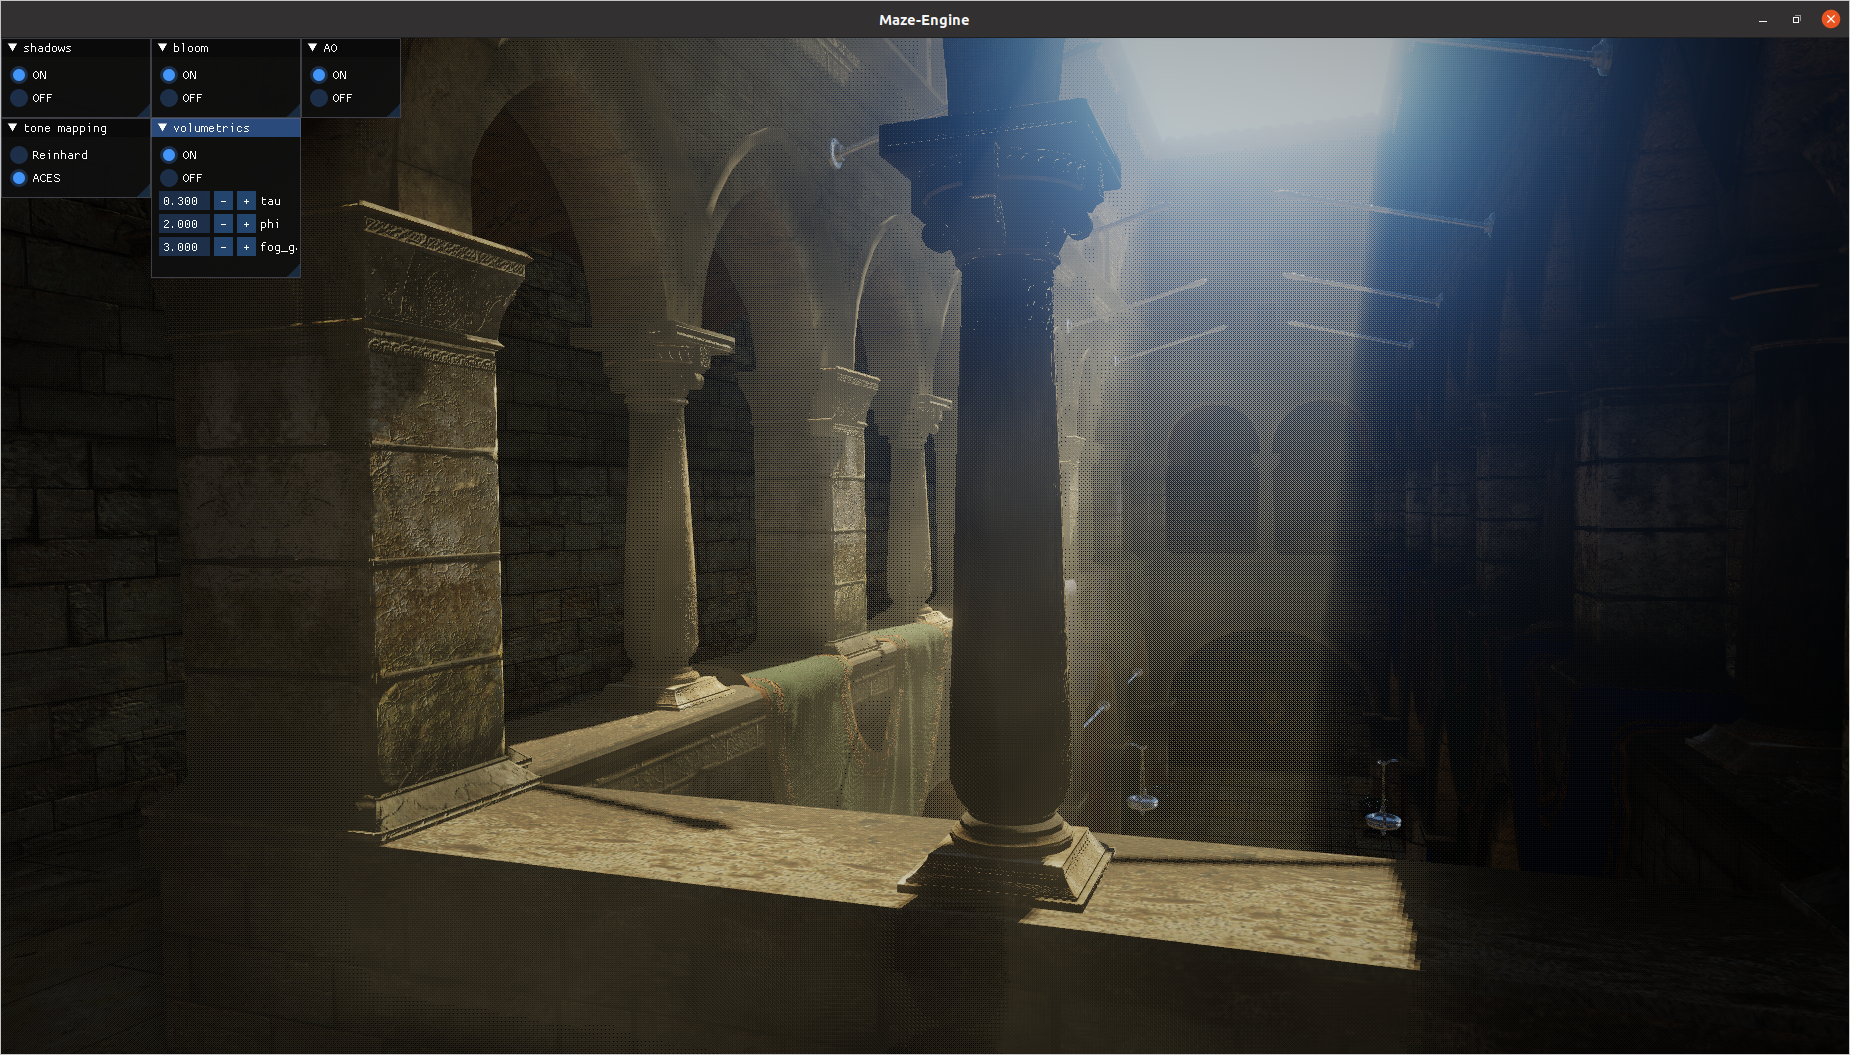 Maze-Engine
shadows
ON
OFF
bloom
ON
OFF
AO
ON
OFF
tone mapping
Reinhard
ACES
volumetrics
ON
OFF
0.300 - + tau
2.000 - + phi
3.000 - + fog_g.